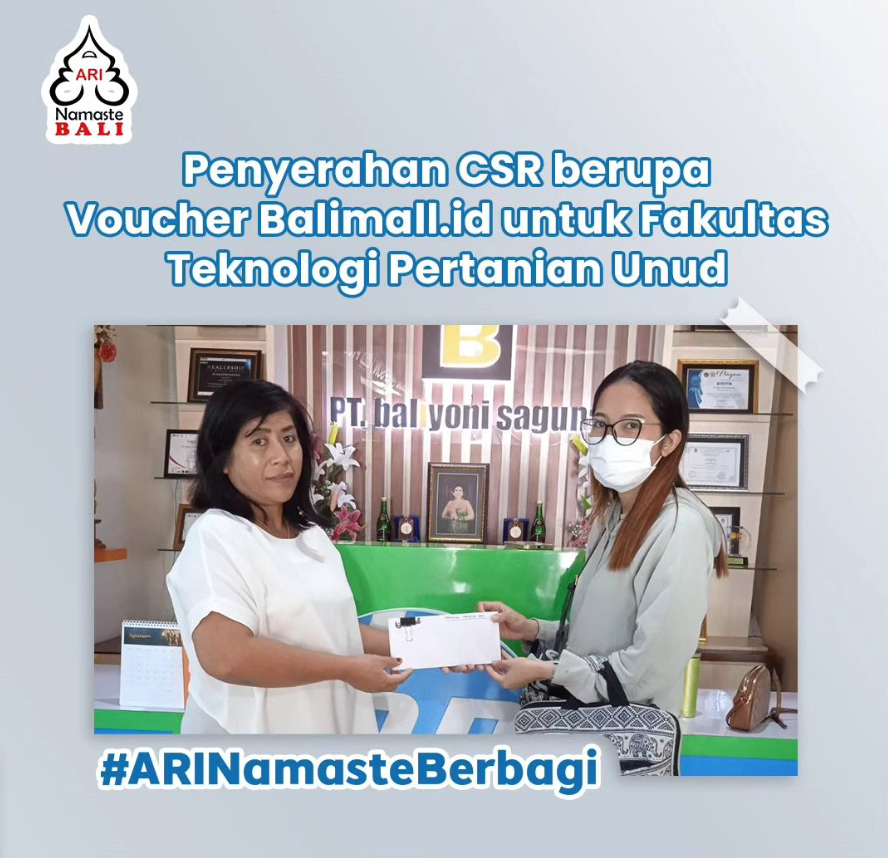 ARI
Namaste
BALI
Penyerahan CSR berupa
Voucher Balimall.id untuk Fakultas
Teknologi Pertanian Unud
B
PT. bali yoni sagun
#ARINamasteBerbagi